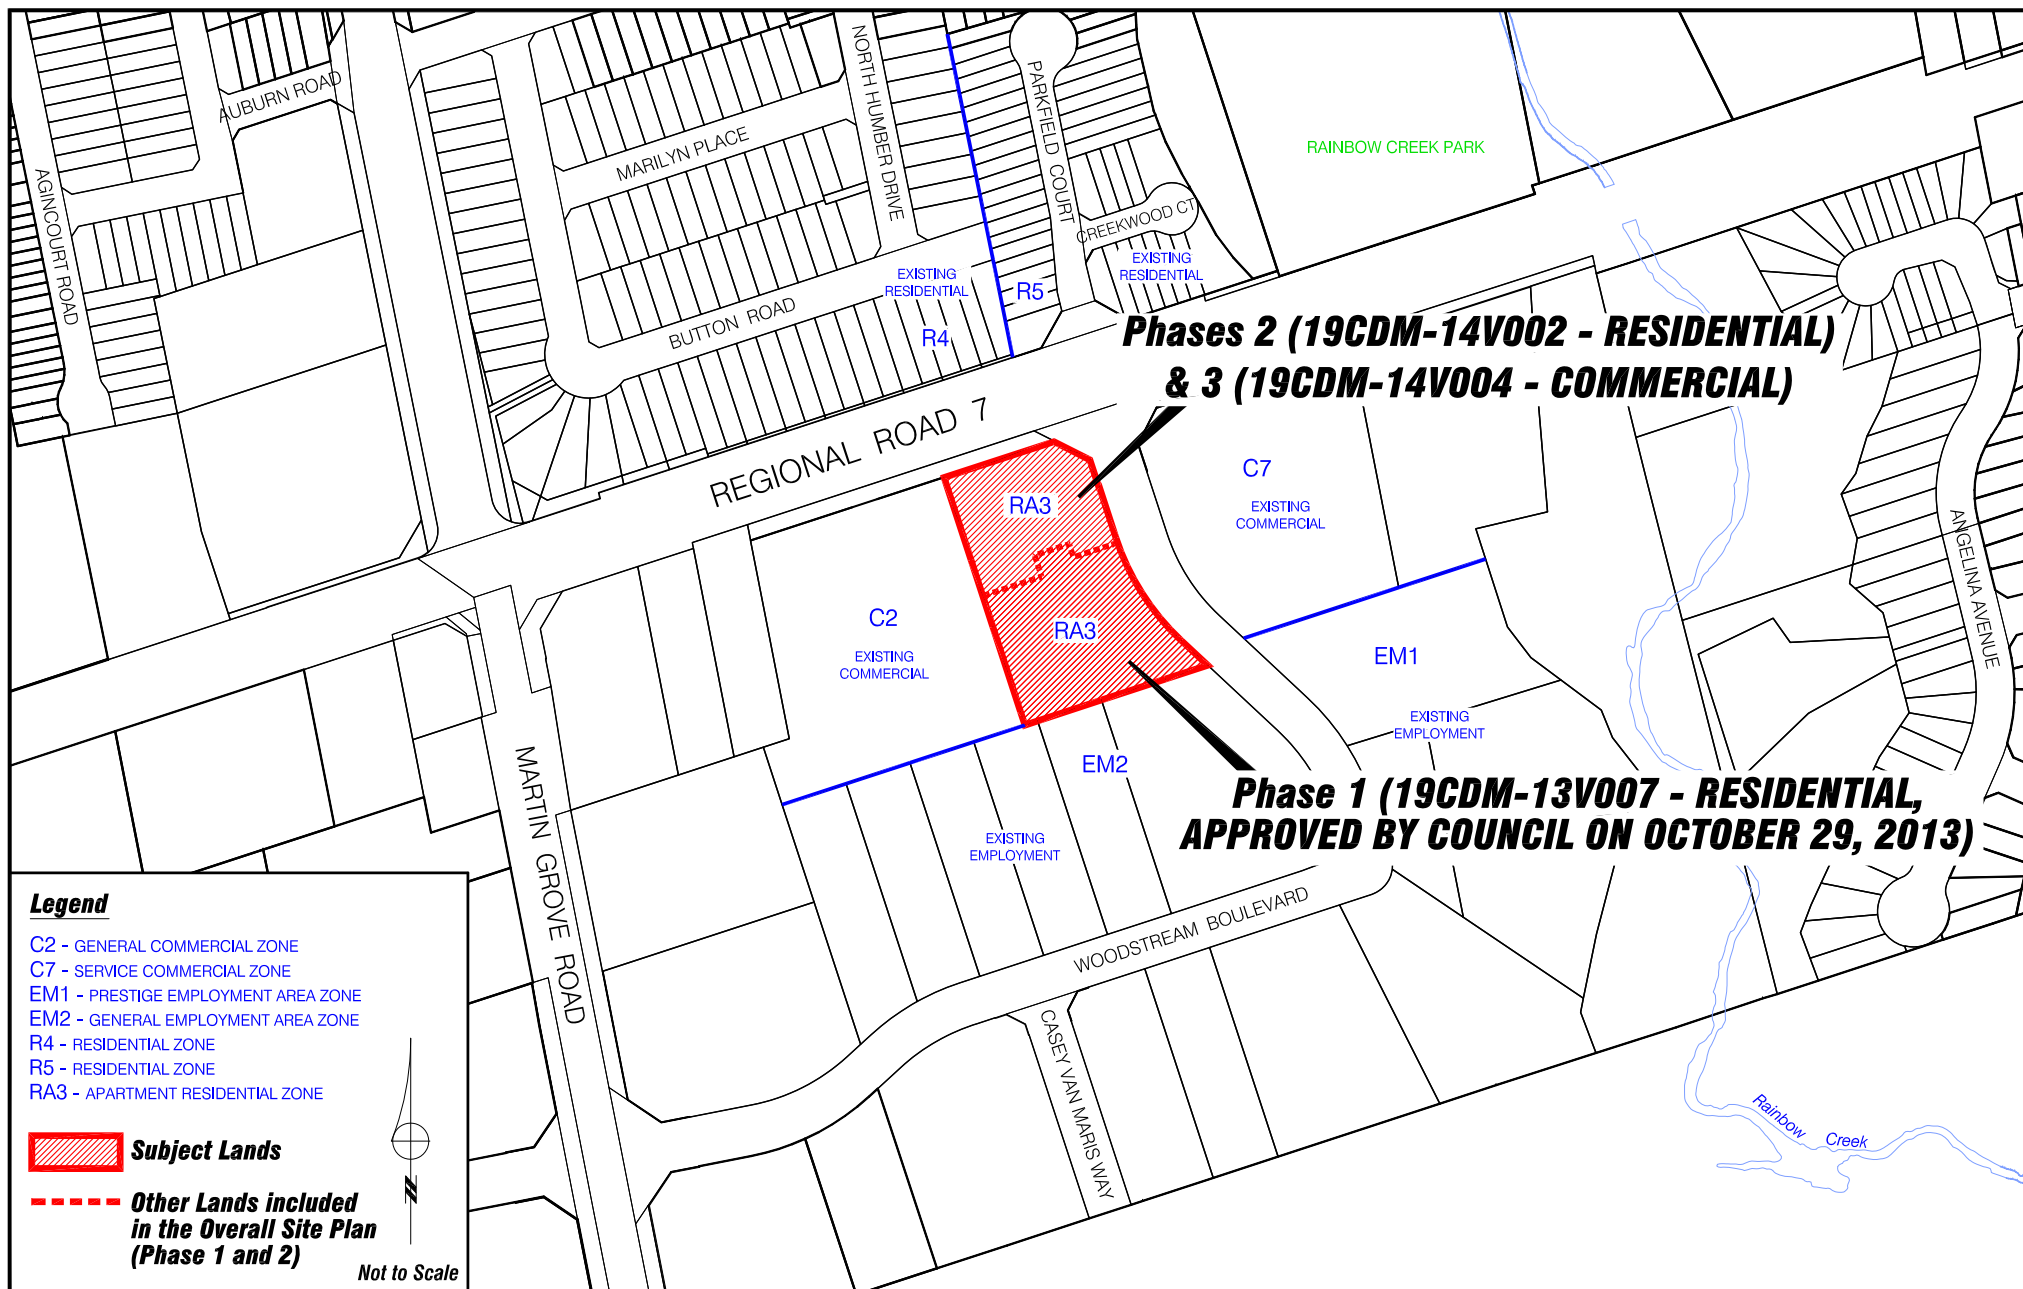 AUBURN ROAD
AGINCOURT ROAD
MARILYN PLACE
NORTH HUMBER DRIVE
PARKFIELD COURT
CREEKWOOD CT
RAINBOW CREEK PARK
EXISTING
RESIDENTIAL
R4
R5
EXISTING
RESIDENTIAL
BUTTON ROAD
REGIONAL ROAD 7
Phases 2 (19CDM-14V002 - RESIDENTIAL)
& 3 (19CDM-14V004 - COMMERCIAL)
RA3
C7
EXISTING
COMMERCIAL
ANGELINA AVENUE
C2
EXISTING
COMMERCIAL
RA3
EM1
EXISTING
EMPLOYMENT
EM2
EXISTING
EMPLOYMENT
Phase 1 (19CDM-13V007 - RESIDENTIAL,
APPROVED BY COUNCIL ON OCTOBER 29, 2013)
MARTIN GROVE ROAD
WOODSTREAM BOULEVARD
CASEY VAN MARIS WAY
Rainbow Creek
Legend
C2 - GENERAL COMMERCIAL ZONE
C7 - SERVICE COMMERCIAL ZONE
EM1 - PRESTIGE EMPLOYMENT AREA ZONE
EM2 - GENERAL EMPLOYMENT AREA ZONE
R4 - RESIDENTIAL ZONE
R5 - RESIDENTIAL ZONE
RA3 - APARTMENT RESIDENTIAL ZONE
Subject Lands
Other Lands included
in the Overall Site Plan
(Phase 1 and 2)
N
Not to Scale